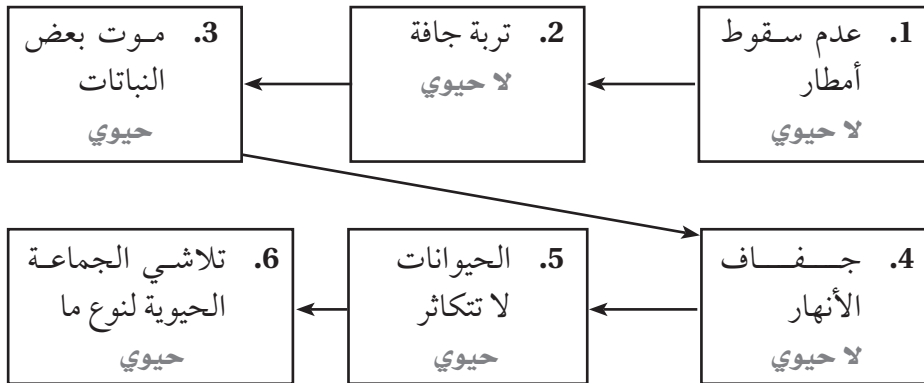 1. عدم سقوط
أمطار
لا حيوي
2. تربة جافة
لا حيوي
3. موت بعض
النباتات
حيوي
4. جفاف
الأنهار
لا حيوي
5. الحيوانات
لا تتكاثر
حيوي
6. تلاشي الجماعة
الحيوية لنوع ما
حيوي